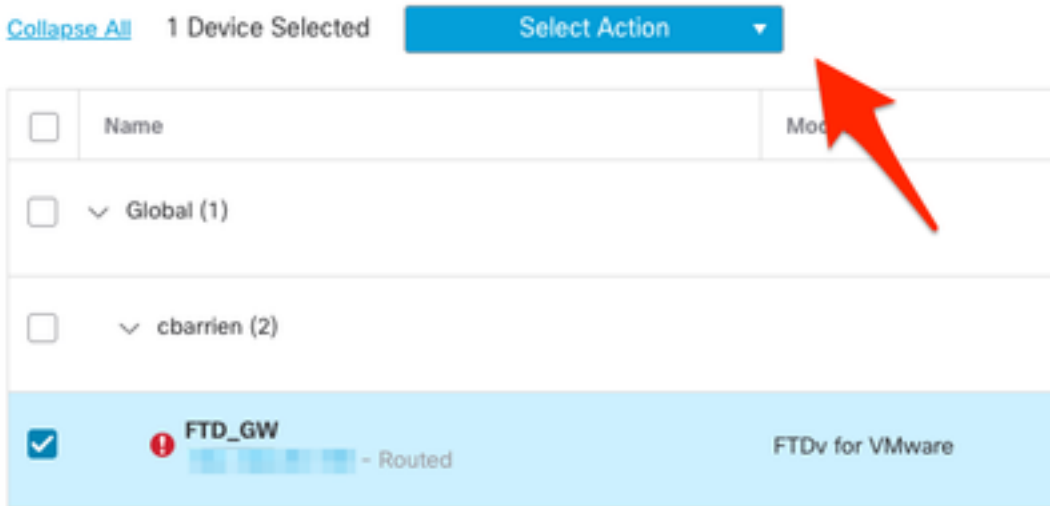 Collapse All 1 Device Selected Select Action
Name
Global (1)
cbarrien (2)
FTD_GW
- Routed
FTDv for VMware